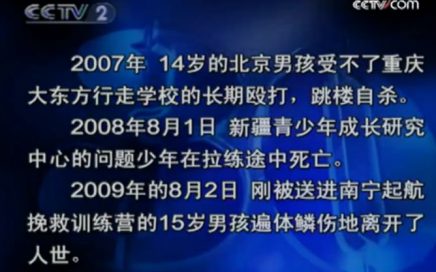 CCTV 2
CCTV.com
2007年 14岁的北京男孩受不了重庆
大东方行走学校的长期殴打，跳楼自杀。
2008年8月1日 新疆青少年成长研究
中心的问题少年在拉练途中死亡。
2009年的8月2日 刚被送进南宁起航
挽救训练营的15岁男孩遍体鳞伤地离开了
人世。